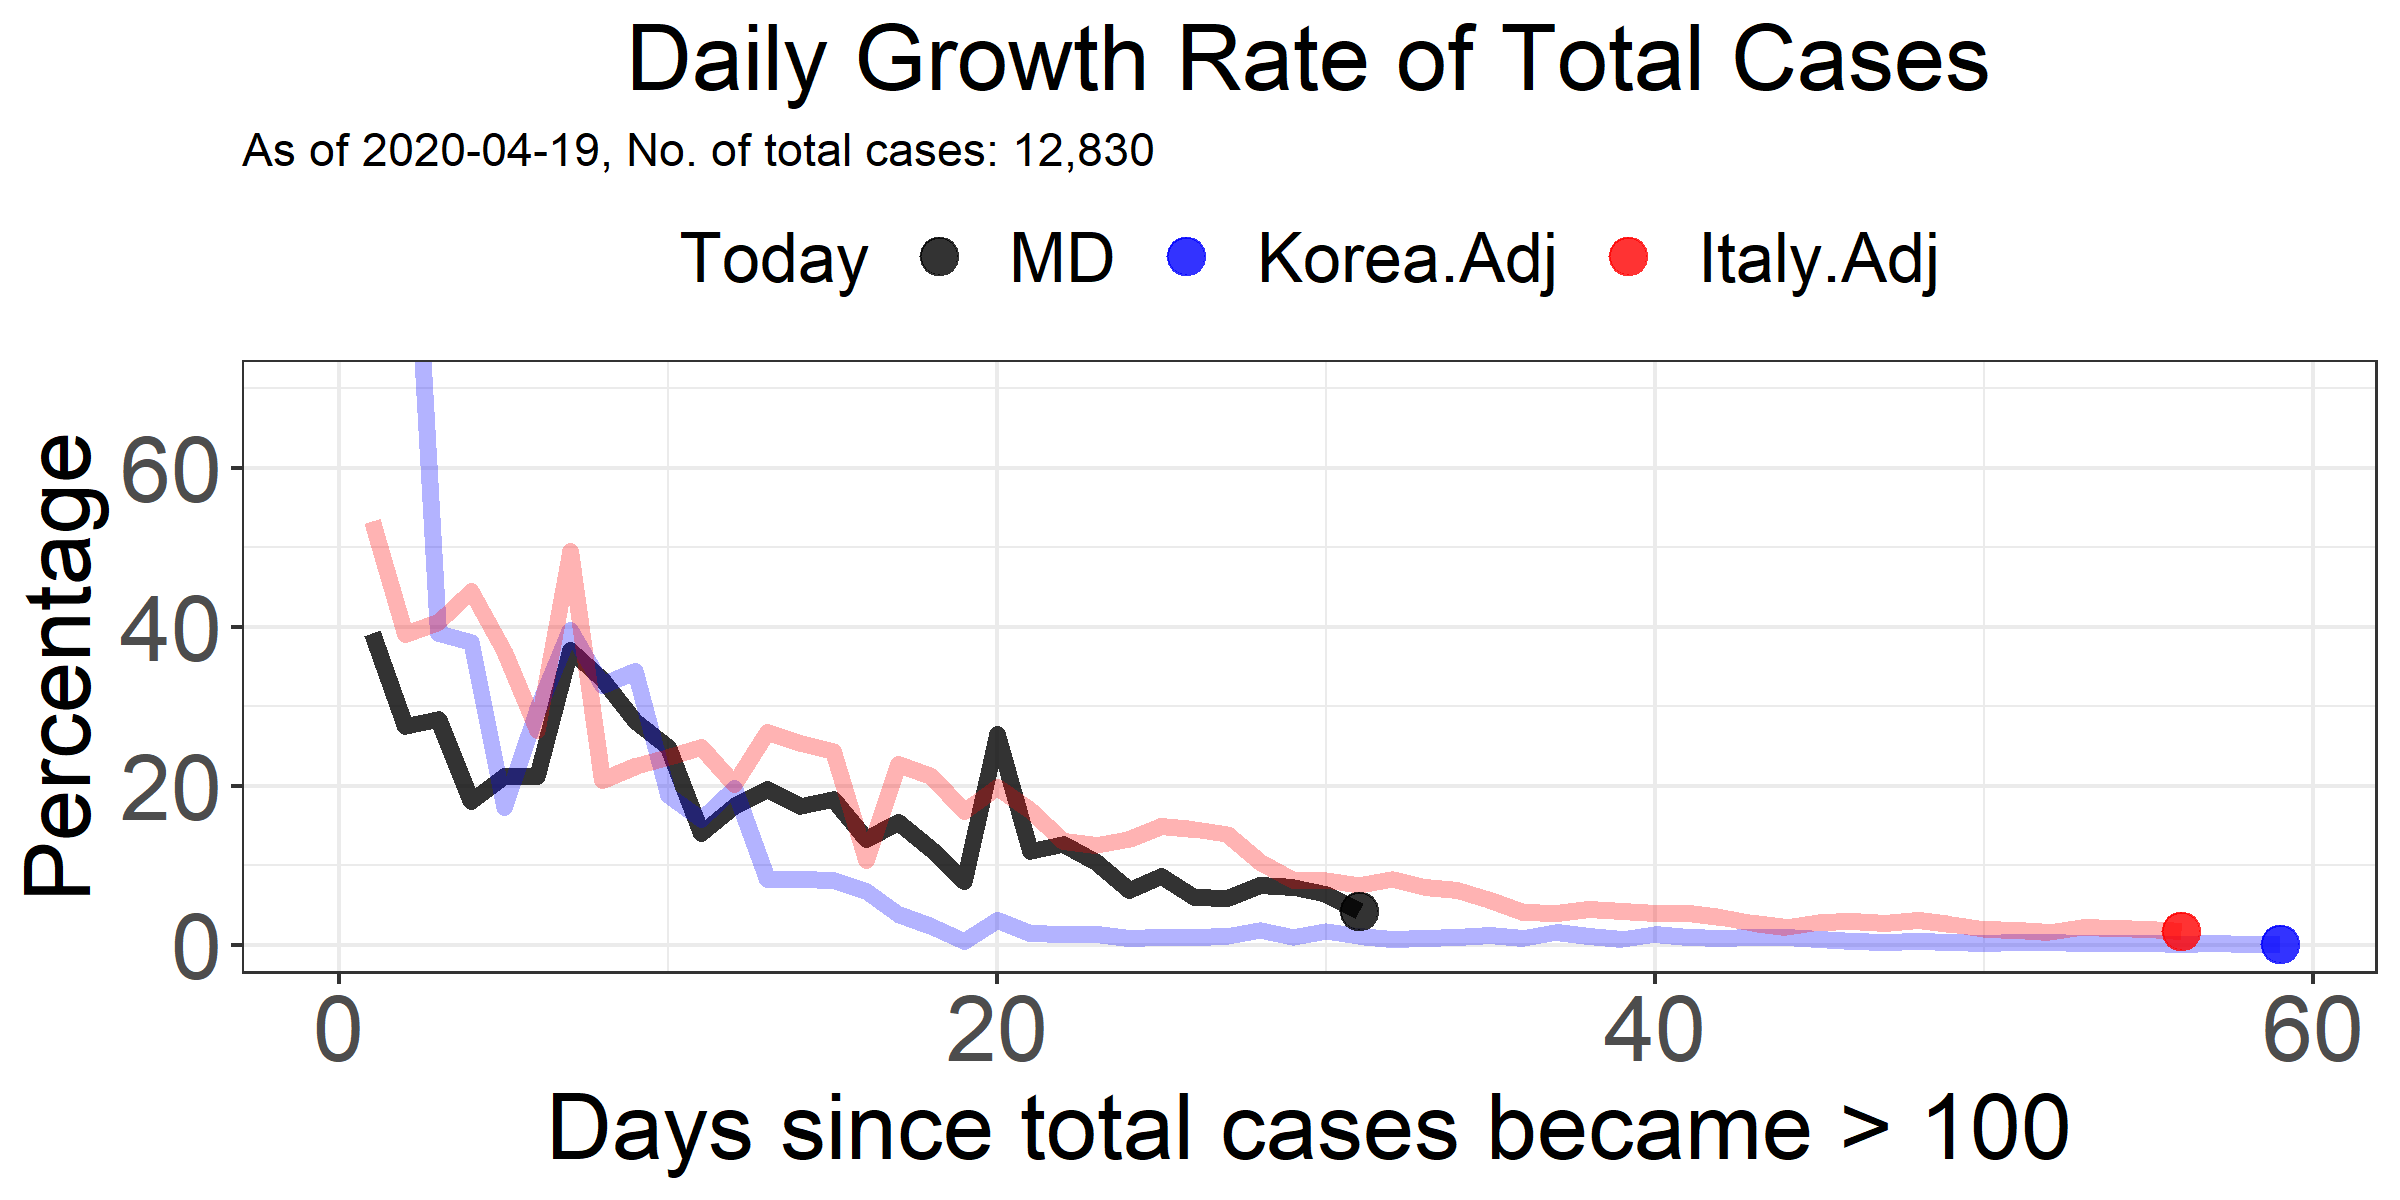 Daily Growth Rate of Total Cases
As of 2020-04-19, No. of total cases: 12,830
Today MD Korea.Adj Italy.Adj
Percentage
60
40
20
0
0 20 40 60
Days since total cases became > 100